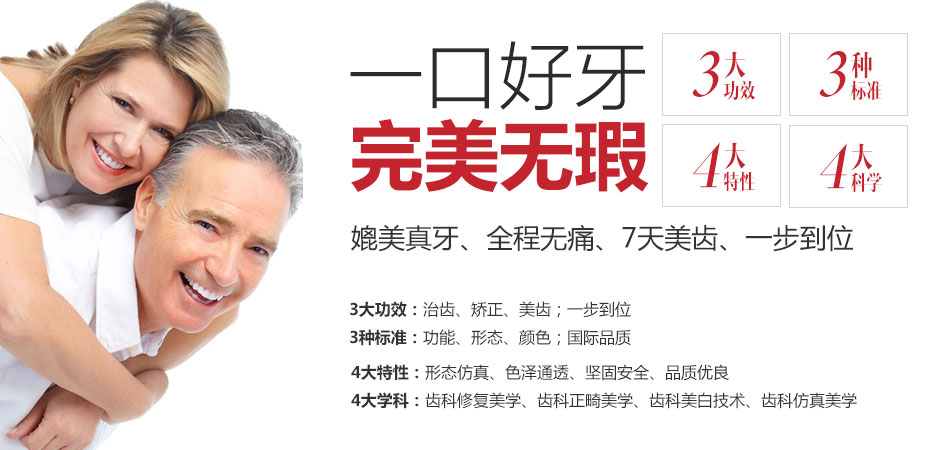 一口好牙
完美无瑕
3大功效
3种标准
4大特性
4大科学
媲美真牙、全程无痛、7天美齿、一步到位
3大功效：治齿、矫正、美齿；一步到位
3种标准：功能、形态、颜色；国际品质
4大特性：形态仿真、色泽通透、坚固安全、品质优良
4大学科：齿科修复美学、齿科正畸美学、齿科美白技术、齿科仿真美学